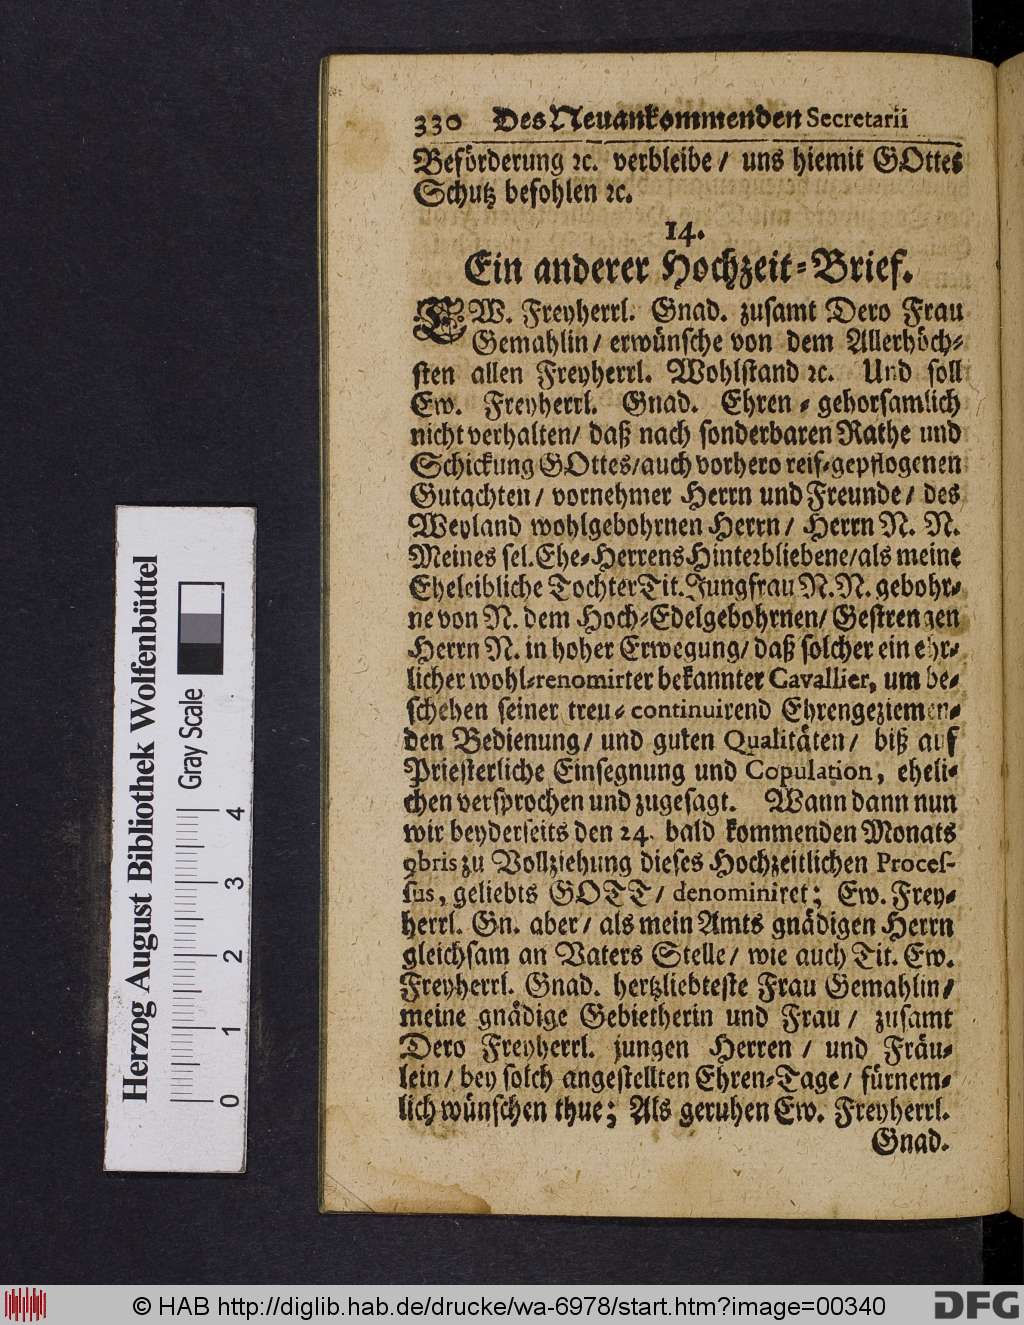 330 Des Neuankommenden Secretarii
Beförderung ꝛc. verbleibe / uns hiemit GOttes
Schutz befohlen ꝛc.
14.
Ein anderer Hochzeit-Brief.
EW. Freyherrl. Gnad. zusamt Dero Frau
Gemahlin / erwünsche von dem Allerhöch-
sten allen Freyherrl. Wohlstand ꝛc. Und soll
Ew. Freyherrl. Gnad. Ehren-gehorsamlich
nicht verhalten / daß nach sonderbaren Rathe und
Schickung GOttes / auch vorhero reif-gepflogenen
Gutachten / vornehmer Herrn und Freunde / des
Weyland wohlgebohrnen Herrn / Herrn N. N.
Meines sel. Ehe-Herrens Hinterbliebene / als meine
Eheleibliche Tochter Tit. Jungfrau N. N. gebohr-
ne von N. dem Hoch-Edelgebohrnen / Gestrengen
Herrn N. in hoher Erwegung / daß solcher ein ehr-
licher wohl-renomirter bekannter Cavallier, um be-
schehen seiner treu-continuirend Ehrengeziemen-
den Bedienung / und guten Qualitäten / biß auf
Priesterliche Einsegnung und Copulation, eheli-
chen versprochen und zugesagt. Wann dann nun
wir beyderseits den 24. bald kommenden Monats
9bris zu Vollziehung dieses Hochzeitlichen Proces-
sus, geliebts GOTT / denominiret; Ew. Frey-
herrl. Gn. aber / als mein Amts gnädigen Herrn
gleichsam an Vaters Stelle / wie auch Tit. Ew.
Freyherrl. Gnad. hertzliebteste Frau Gemahlin /
meine gnädige Gebietherin und Frau / zusamt
Dero Freyherrl. jungen Herren / und Fräu-
lein / bey solch angestellten Ehren-Tage / fürnem-
lich wünschen thue; Als geruhen Ew. Freyherrl.
Gnad.
Herzog August Bibliothek Wolfenbüttel
Gray Scale
0 1 2 3 4
© HAB http://diglib.hab.de/drucke/wa-6978/start.htm?image=00340
DFG